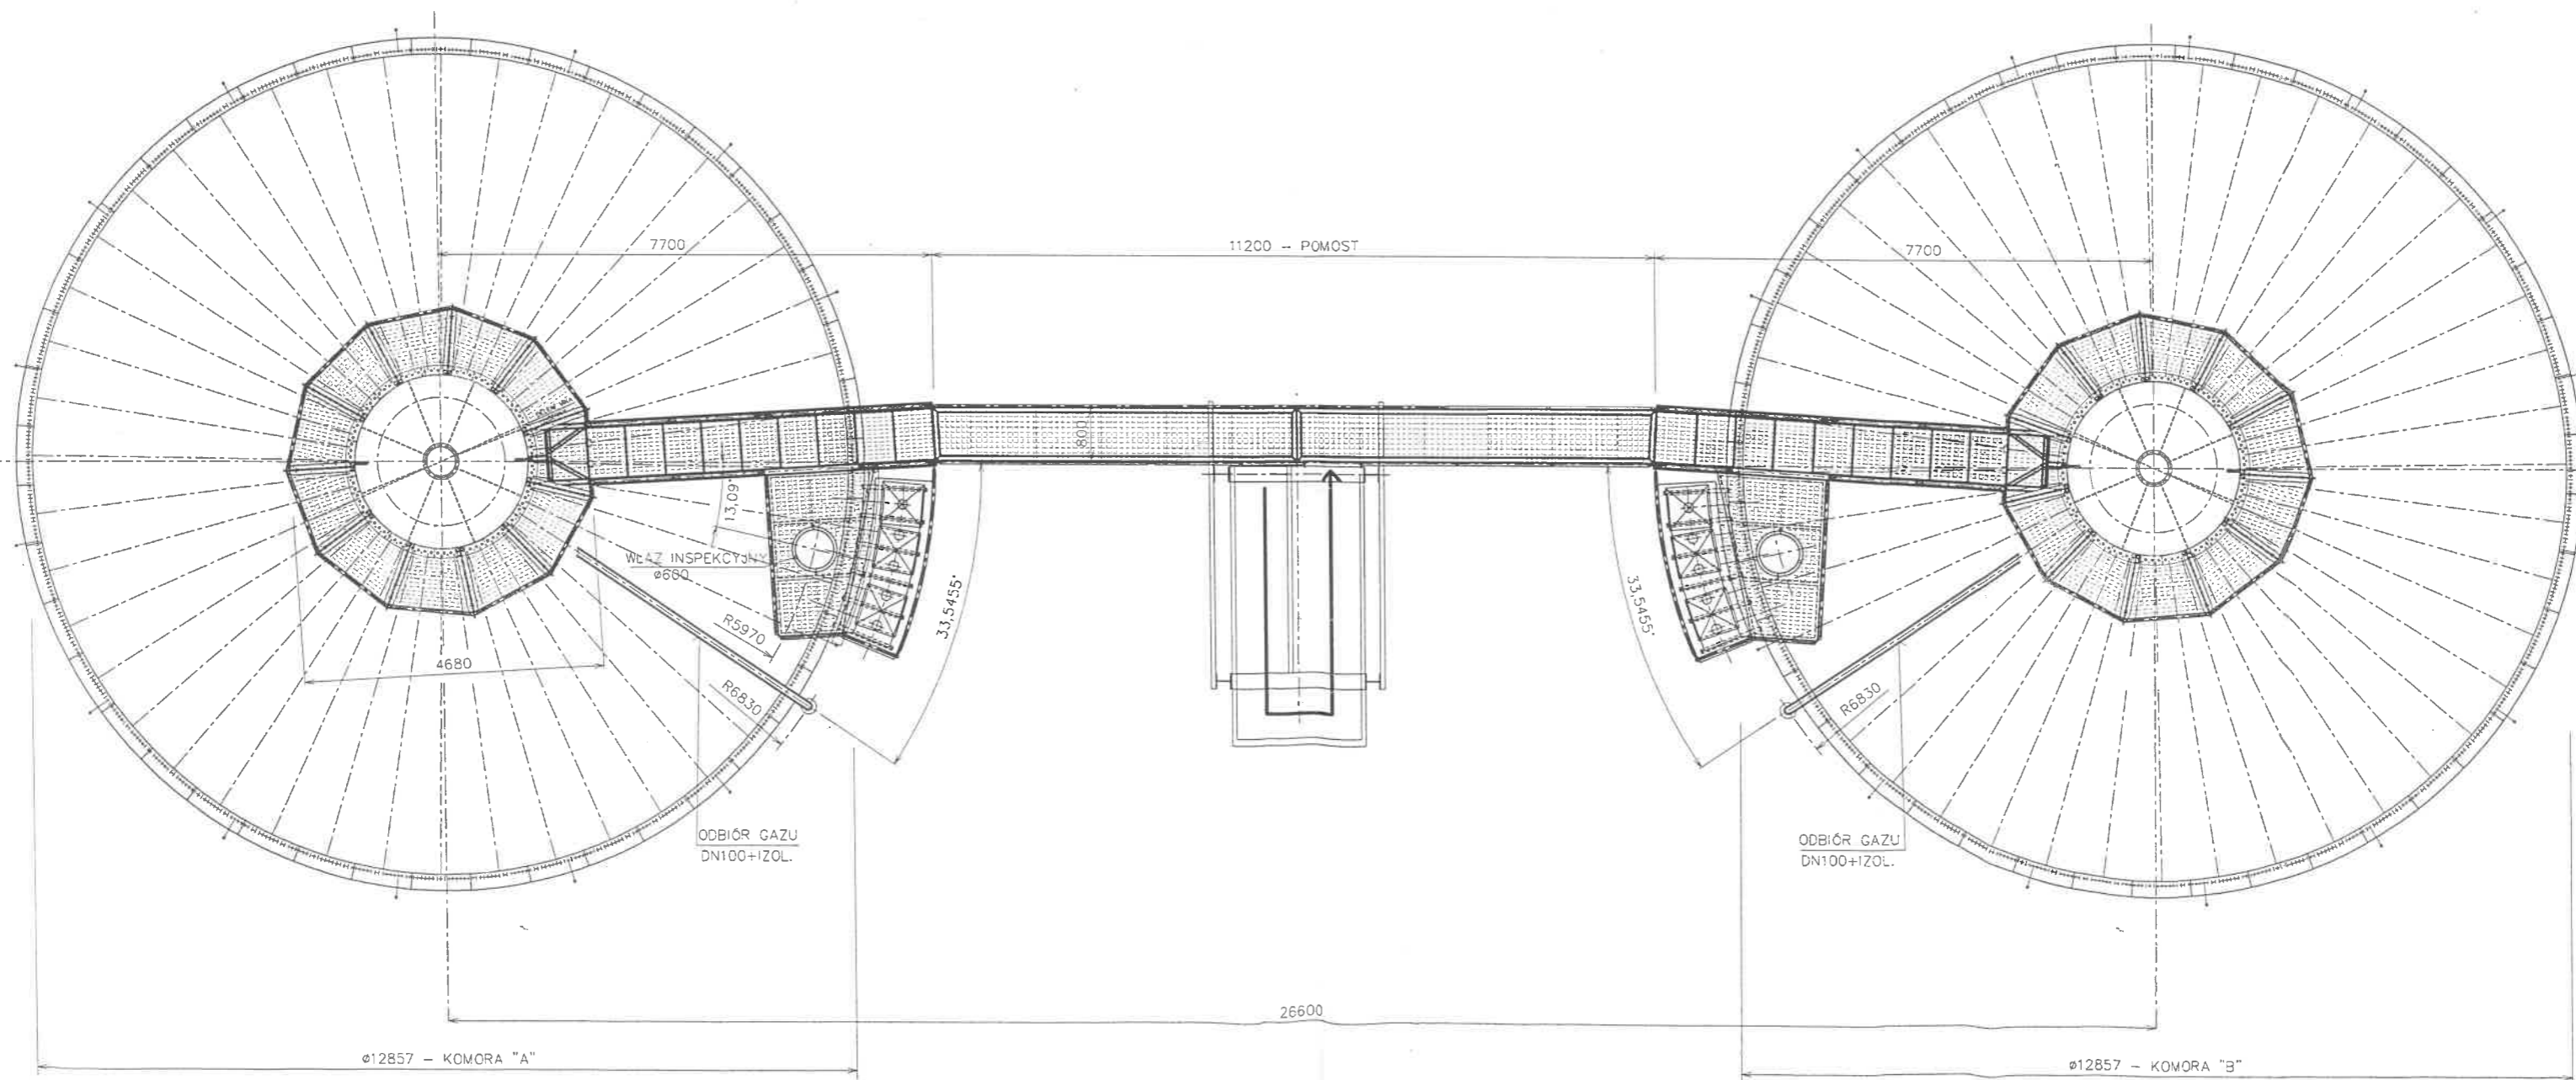 7700
11200 – POMOST
7700
800
13,09°
WŁAZ INSPEKCYJNY
ø600
R5970
R6830
33,5455°
33,5455°
R6830
4680
ODBIÓR GAZU
DN100+IZOL.
ODBIÓR GAZU
DN100+IZOL.
26600
ø12857 – KOMORA "A"
ø12857 – KOMORA "B"